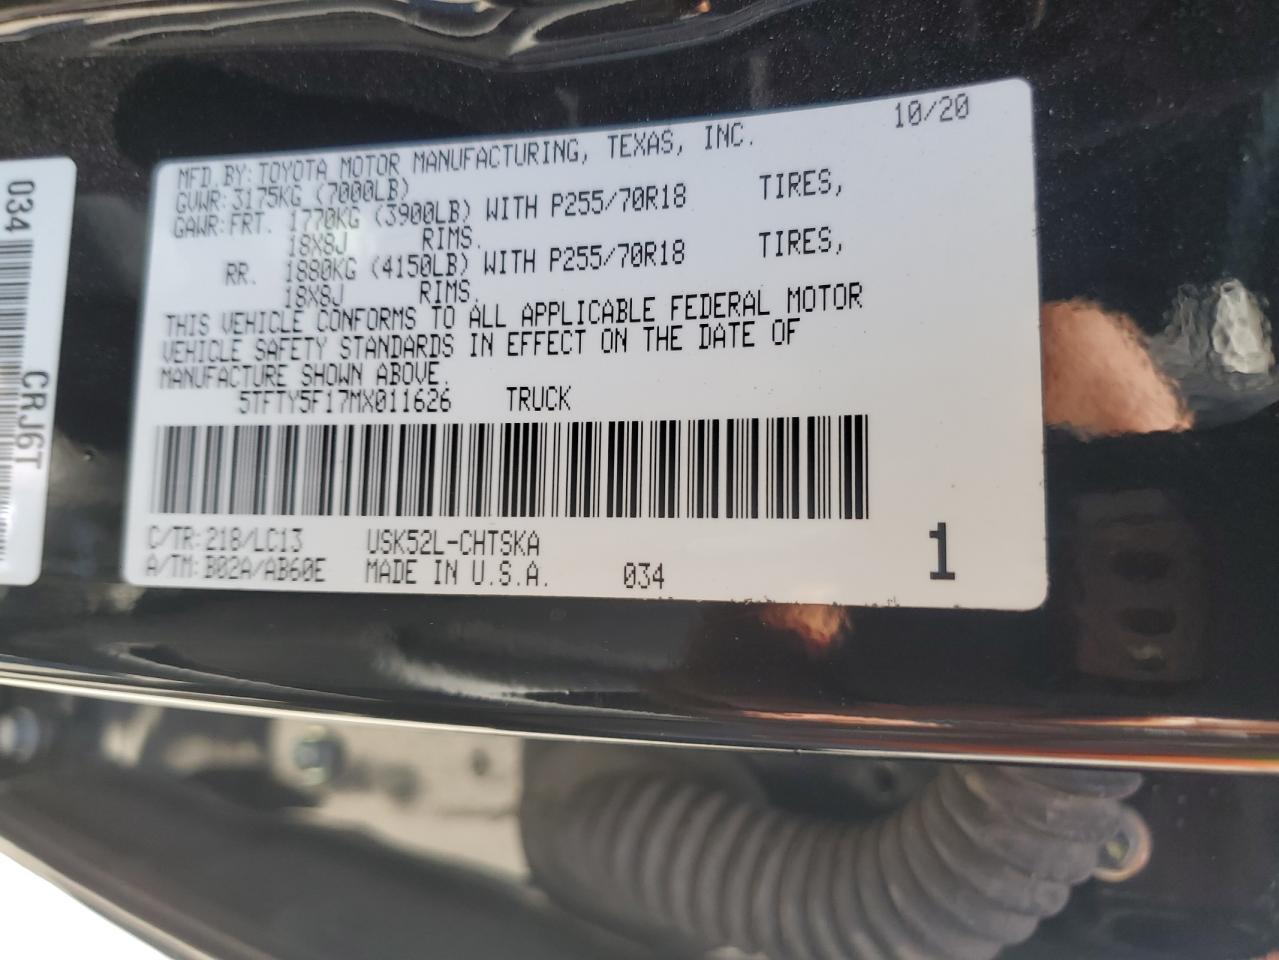 10/20
MFD. BY: TOYOTA MOTOR MANUFACTURING, TEXAS, INC.
GVWR: 3175KG (7000LB)
GAWR: FRT. 1770KG (3900LB) WITH P255/70R18 TIRES,
18X8J RIMS.
RR. 1880KG (4150LB) WITH P255/70R18 TIRES,
18X8J RIMS.
THIS VEHICLE CONFORMS TO ALL APPLICABLE FEDERAL MOTOR
VEHICLE SAFETY STANDARDS IN EFFECT ON THE DATE OF
MANUFACTURE SHOWN ABOVE.
5TFTY5F17MX011626 TRUCK
C/TR: 218/LC13 USK52L-CHTSKA
A/TM: B02A/AB60E MADE IN U.S.A. 034
1
034
CRJ6T